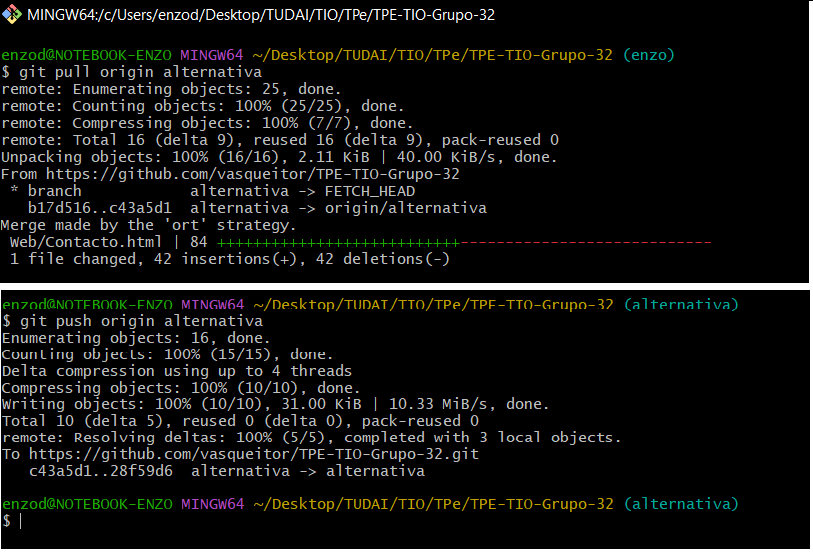 MINGW64:/c/Users/enzod/Desktop/TUDAI/TIO/TPe/TPE-TIO-Grupo-32
enzod@NOTEBOOK-ENZO MINGW64 ~/Desktop/TUDAI/TIO/TPe/TPE-TIO-Grupo-32 (enzo)
$ git pull origin alternativa
remote: Enumerating objects: 25, done.
remote: Counting objects: 100% (25/25), done.
remote: Compressing objects: 100% (7/7), done.
remote: Total 16 (delta 9), reused 16 (delta 9), pack-reused 0
Unpacking objects: 100% (16/16), 2.11 KiB | 40.00 KiB/s, done.
From https://github.com/vasqueitor/TPE-TIO-Grupo-32
 * branch            alternativa -> FETCH_HEAD
   b17d516..c43a5d1  alternativa -> origin/alternativa
Merge made by the 'ort' strategy.
 Web/Contacto.html | 84 +++++++++++++++++++++++++++----------------------------
 1 file changed, 42 insertions(+), 42 deletions(-)
enzod@NOTEBOOK-ENZO MINGW64 ~/Desktop/TUDAI/TIO/TPe/TPE-TIO-Grupo-32 (alternativa)
$ git push origin alternativa
Enumerating objects: 16, done.
Counting objects: 100% (15/15), done.
Delta compression using up to 4 threads
Compressing objects: 100% (10/10), done.
Writing objects: 100% (10/10), 31.00 KiB | 10.33 MiB/s, done.
Total 10 (delta 5), reused 0 (delta 0), pack-reused 0
remote: Resolving deltas: 100% (5/5), completed with 3 local objects.
To https://github.com/vasqueitor/TPE-TIO-Grupo-32.git
   c43a5d1..28f59d6  alternativa -> alternativa
enzod@NOTEBOOK-ENZO MINGW64 ~/Desktop/TUDAI/TIO/TPe/TPE-TIO-Grupo-32 (alternativa)
$